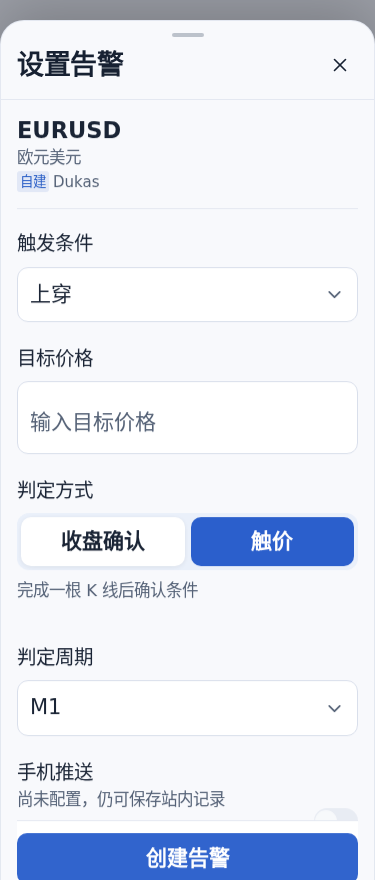 设置告警
EURUSD
欧元美元
自建 Dukas
触发条件
上穿
目标价格
输入目标价格
判定方式
收盘确认 触价
完成一根 K 线后确认条件
判定周期
M1
手机推送
尚未配置，仍可保存站内记录
创建告警